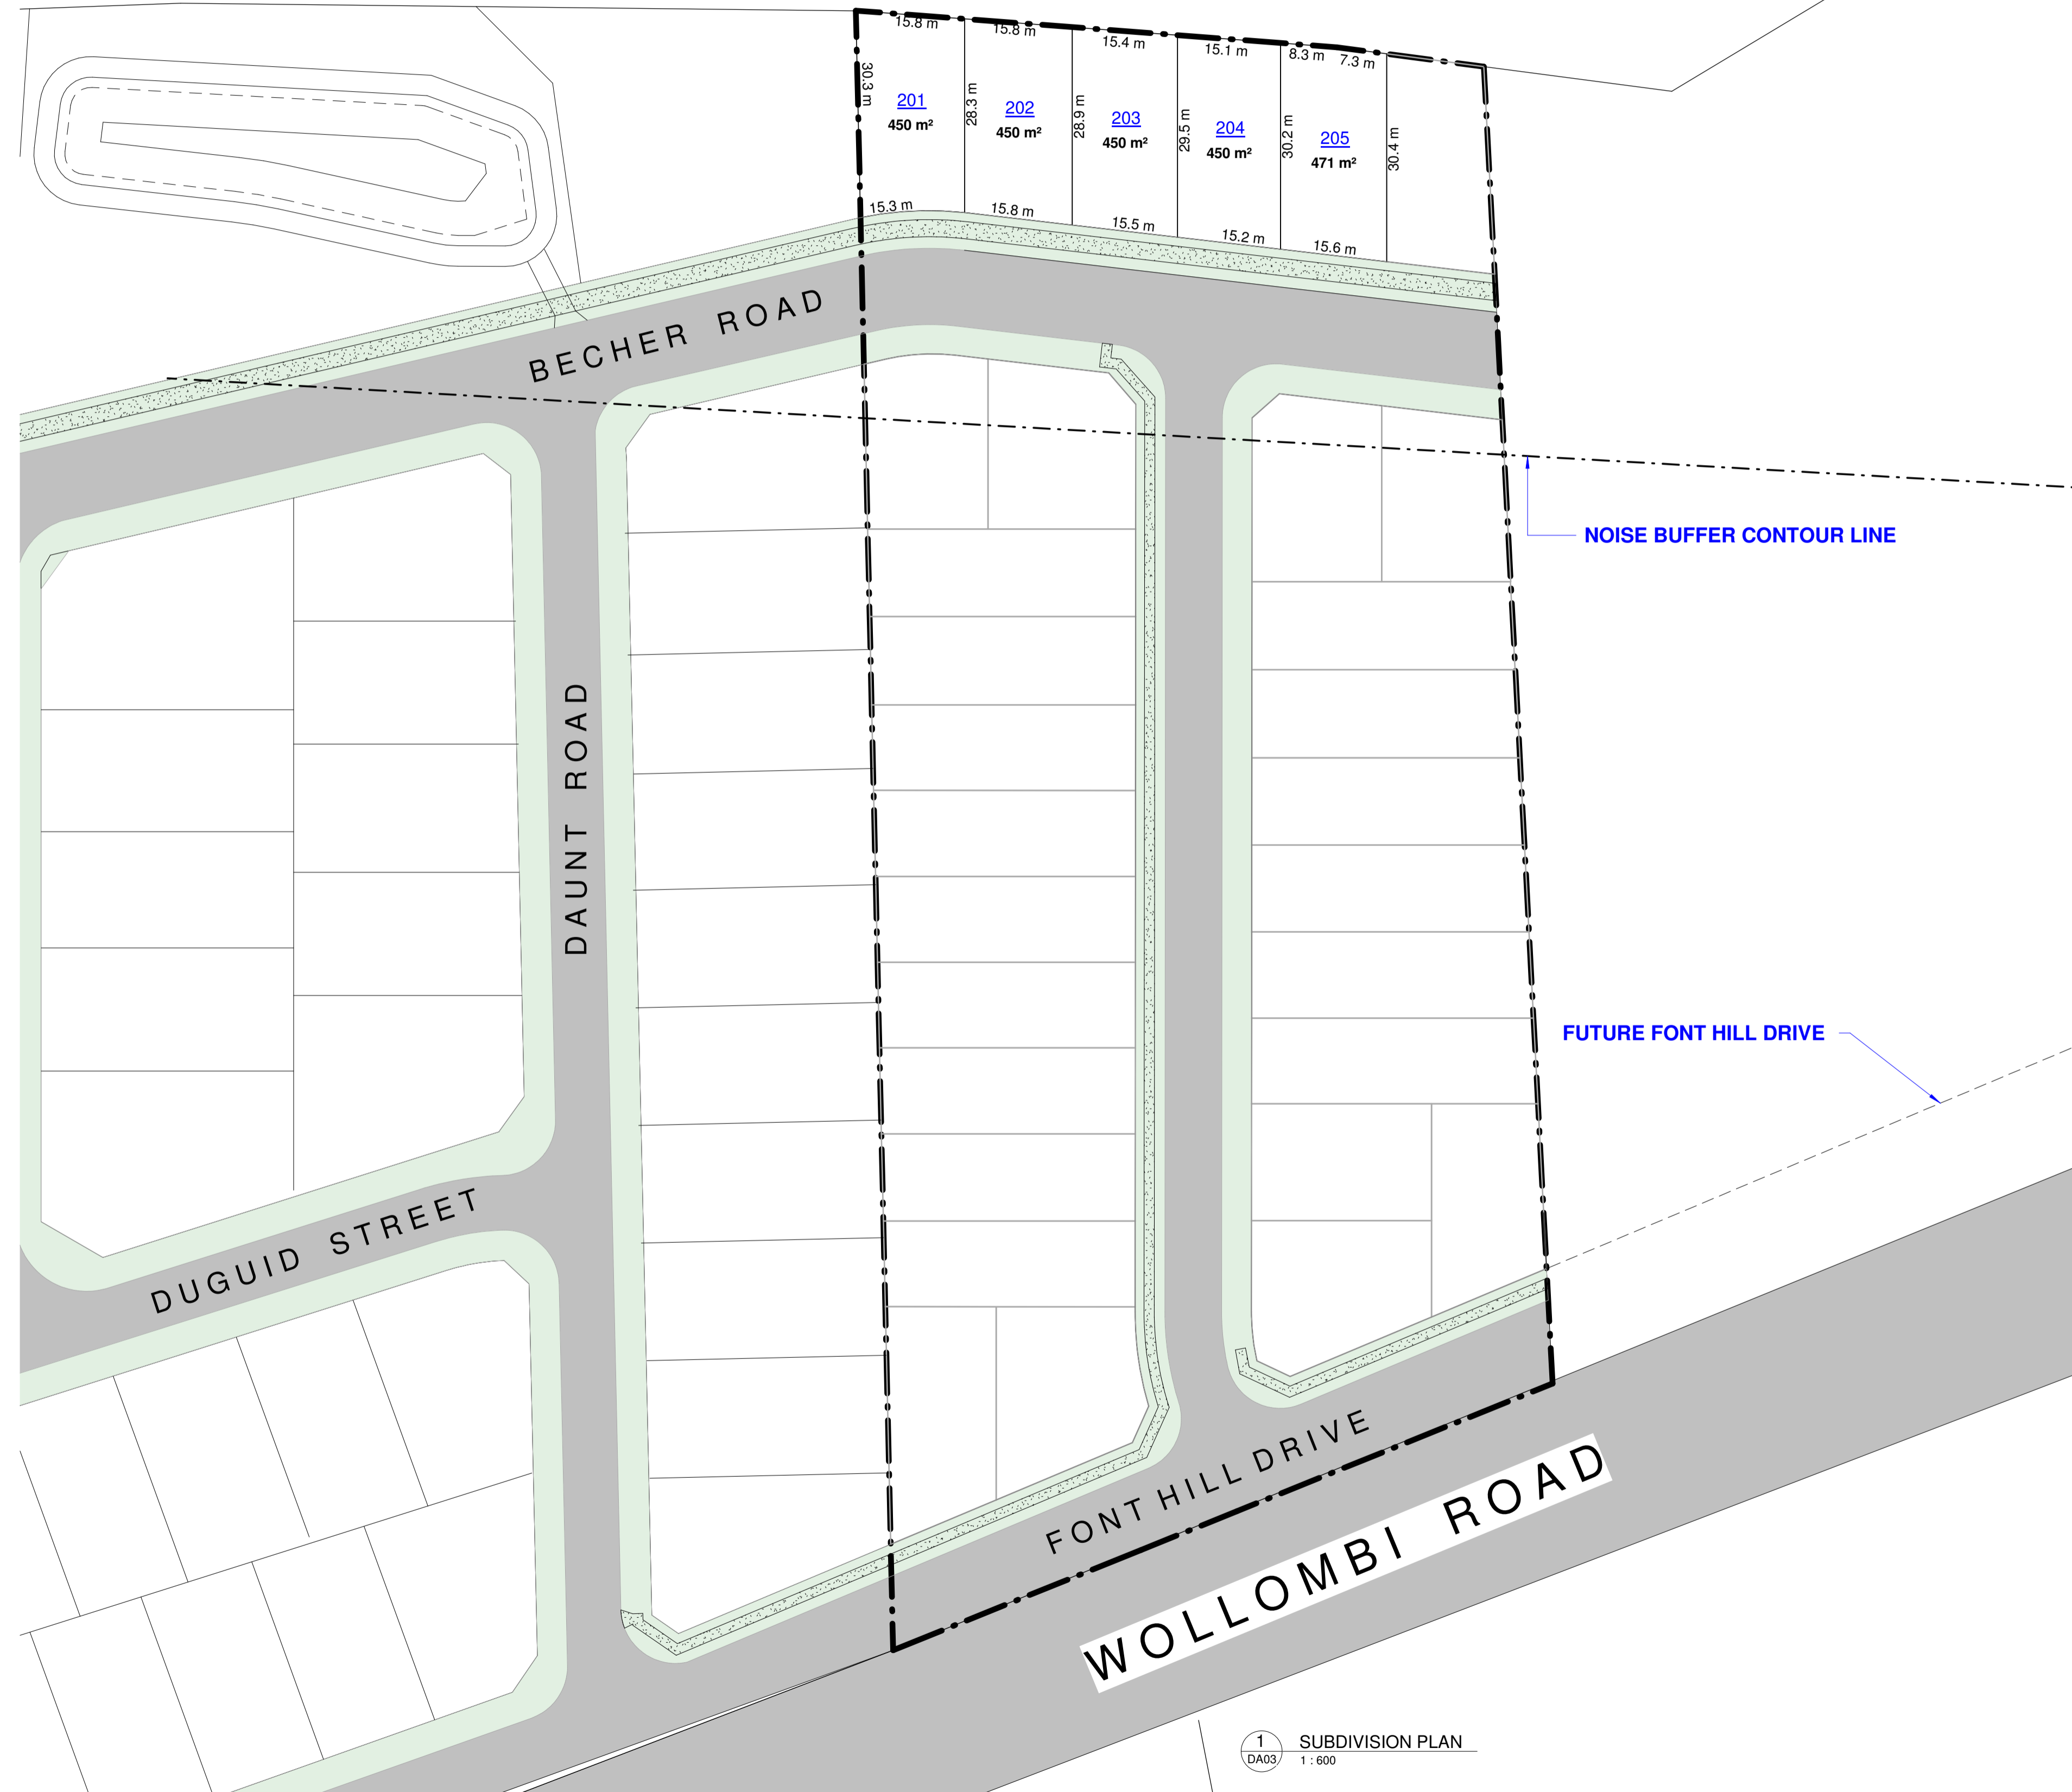 15.8 m
15.8 m
15.4 m
15.1 m
8.3 m
7.3 m
30.3 m
201
450 m²
28.3 m
202
450 m²
28.9 m
203
450 m²
29.5 m
204
450 m²
30.2 m
205
471 m²
30.4 m
15.3 m
15.8 m
15.5 m
15.2 m
15.6 m
BECHER ROAD
NOISE BUFFER CONTOUR LINE
DAUNT ROAD
FUTURE FONT HILL DRIVE
DUGUID STREET
FONT HILL DRIVE
WOLLOMBI ROAD
1
DA03
SUBDIVISION PLAN
1 : 600